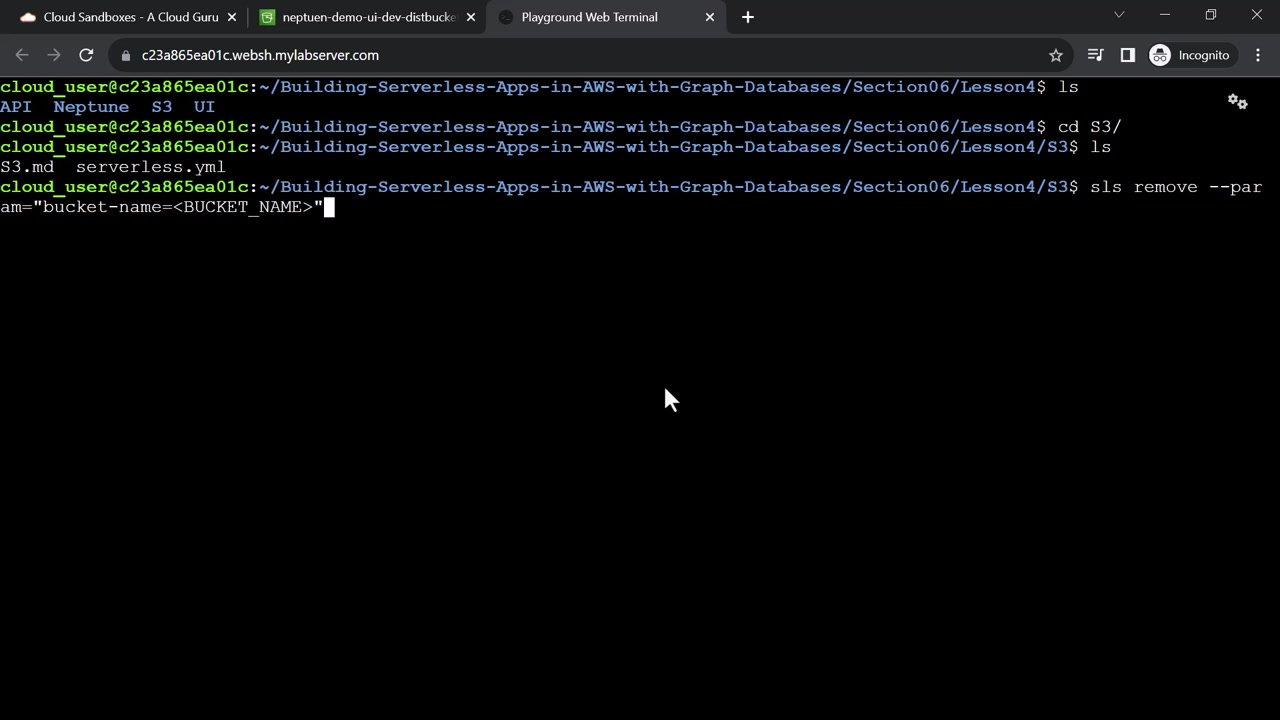 Cloud Sandboxes - A Cloud Guru
neptuen-demo-ui-dev-distbucket
Playground Web Terminal
c23a865ea01c.websh.mylabserver.com
Incognito
cloud_user@c23a865ea01c:~/Building-Serverless-Apps-in-AWS-with-Graph-Databases/Section06/Lesson4$ ls
API  Neptune  S3  UI
cloud_user@c23a865ea01c:~/Building-Serverless-Apps-in-AWS-with-Graph-Databases/Section06/Lesson4$ cd S3/
cloud_user@c23a865ea01c:~/Building-Serverless-Apps-in-AWS-with-Graph-Databases/Section06/Lesson4/S3$ ls
S3.md  serverless.yml
cloud_user@c23a865ea01c:~/Building-Serverless-Apps-in-AWS-with-Graph-Databases/Section06/Lesson4/S3$ sls remove --par
am="bucket-name=<BUCKET_NAME>"